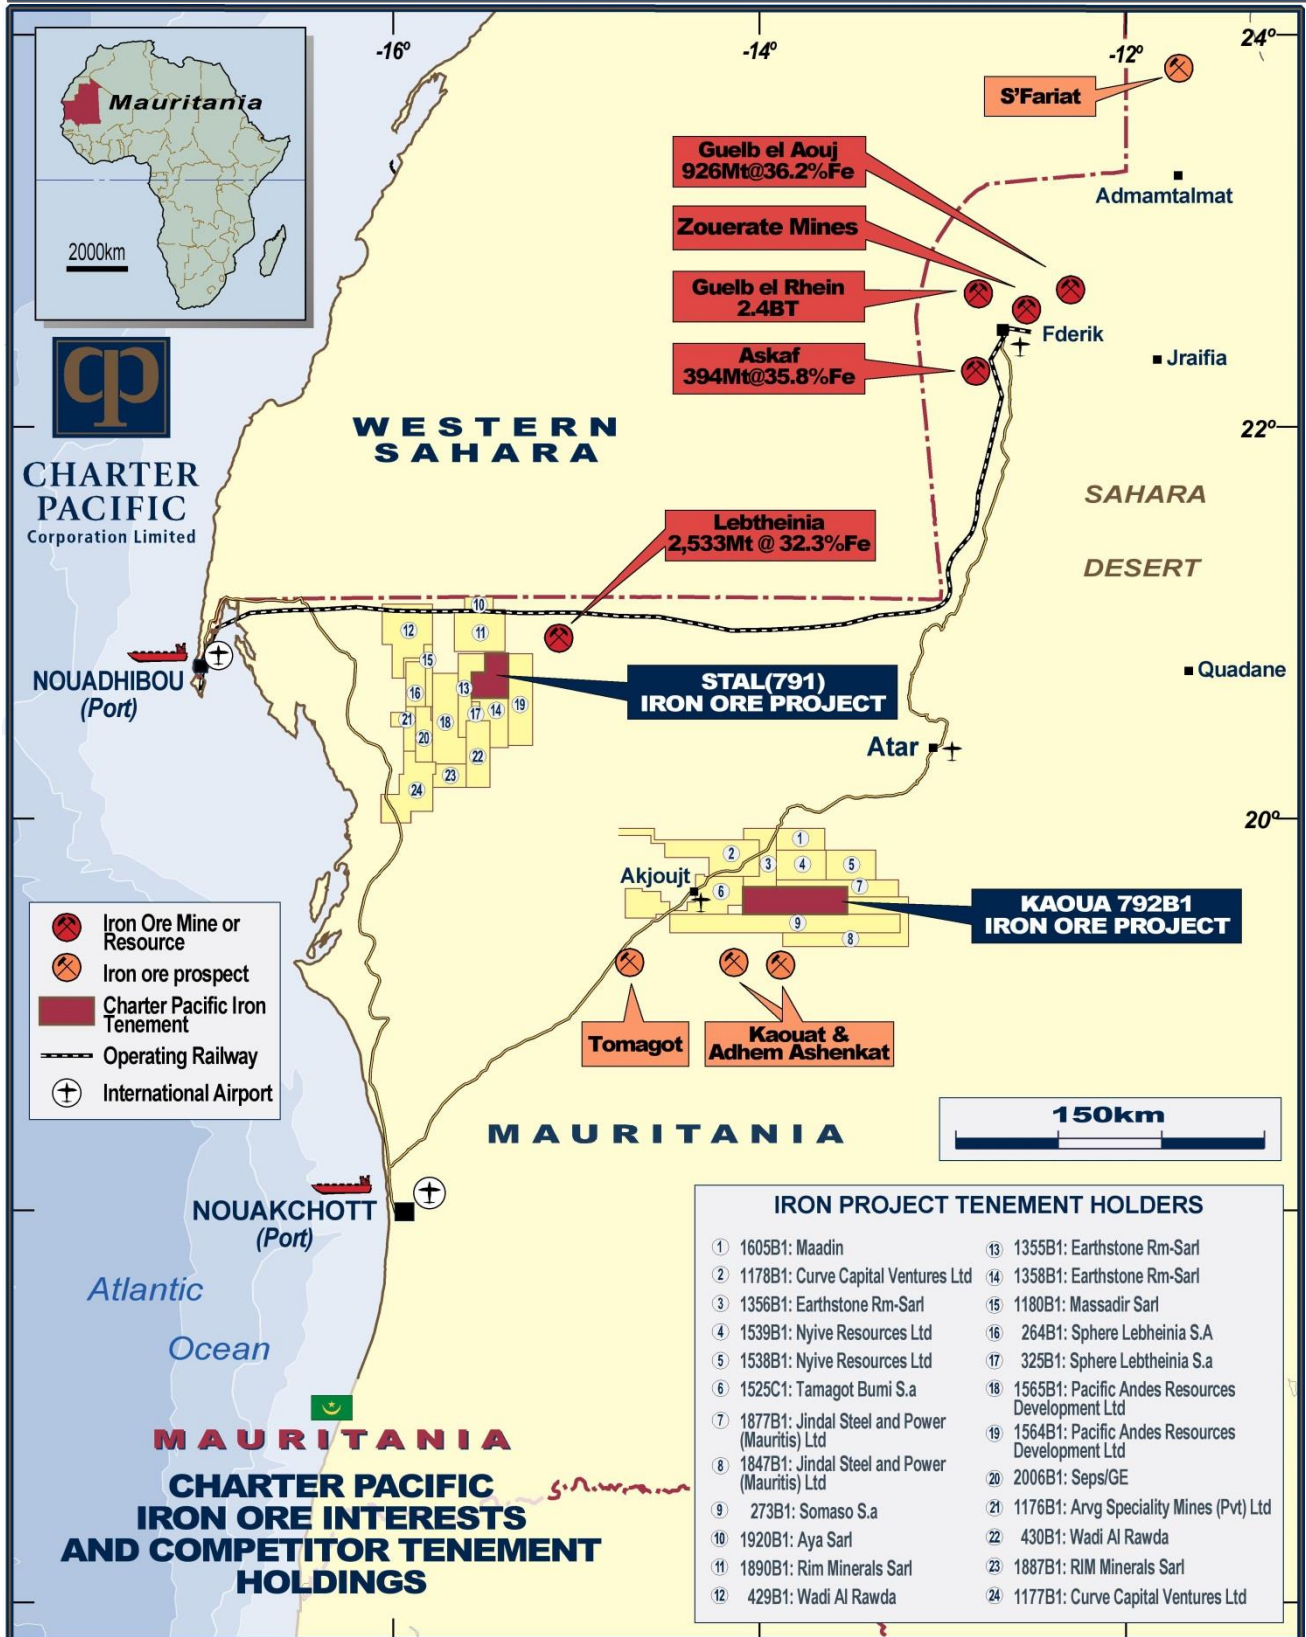 -16º
-14º
-12º
24º
Mauritania
2000km
S'Fariat
Guelb el Aouj
926Mt@36.2%Fe
Admamtalmat
Zouerate Mines
Guelb el Rhein
2.4BT
Fderik
Askaf
394Mt@35.8%Fe
Jraifia
cp
CHARTER
PACIFIC
Corporation Limited
WESTERN
SAHARA
22º
SAHARA
DESERT
Lebtheinia
2,533Mt @ 32.3%Fe
NOUADHIBOU
(Port)
10
12
11
15
16
13
19
21
17
14
18
20
22
23
24
STAL(791)
IRON ORE PROJECT
Quadane
Atar
20º
1
2
3
4
5
6
7
9
8
Akjoujt
KAOUA 792B1
IRON ORE PROJECT
Tomagot
Kaouat &
Adhem Ashenkat
Iron Ore Mine or
Resource
Iron ore prospect
Charter Pacific Iron
Tenement
Operating Railway
International Airport
MAURITANIA
150km
NOUAKCHOTT
(Port)
Atlantic
Ocean
MAURITANIA
CHARTER PACIFIC
IRON ORE INTERESTS
AND COMPETITOR TENEMENT
HOLDINGS
IRON PROJECT TENEMENT HOLDERS
1 1605B1: Maadin
2 1178B1: Curve Capital Ventures Ltd
3 1356B1: Earthstone Rm-Sarl
4 1539B1: Nyive Resources Ltd
5 1538B1: Nyive Resources Ltd
6 1525C1: Tamagot Bumi S.a
7 1877B1: Jindal Steel and Power
(Mauritis) Ltd
8 1847B1: Jindal Steel and Power
(Mauritis) Ltd
9 273B1: Somaso S.a
10 1920B1: Aya Sarl
11 1890B1: Rim Minerals Sarl
12 429B1: Wadi Al Rawda
13 1355B1: Earthstone Rm-Sarl
14 1358B1: Earthstone Rm-Sarl
15 1180B1: Massadir Sarl
16 264B1: Sphere Lebheinia S.A
17 325B1: Sphere Lebtheinia S.a
18 1565B1: Pacific Andes Resources
Development Ltd
19 1564B1: Pacific Andes Resources
Development Ltd
20 2006B1: Seps/GE
21 1176B1: Arvg Speciality Mines (Pvt) Ltd
22 430B1: Wadi Al Rawda
23 1887B1: RIM Minerals Sarl
24 1177B1: Curve Capital Ventures Ltd